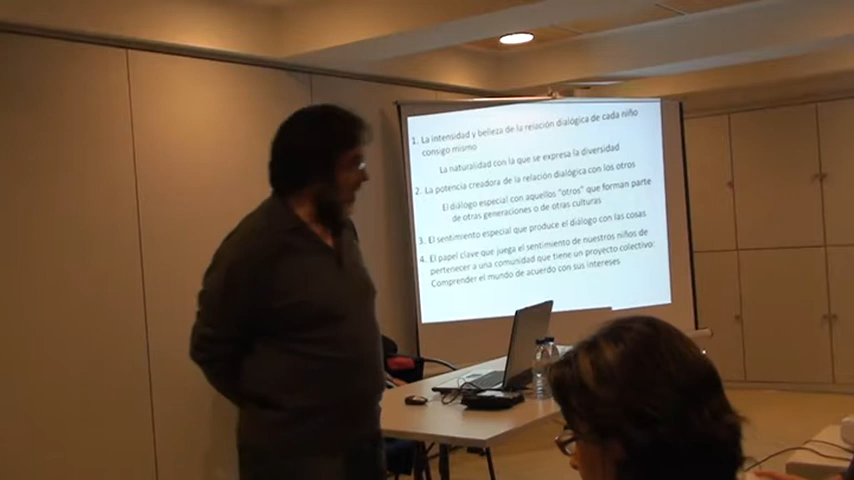 1. La intensidad y belleza de la relación dialógica de cada niño
consigo mismo
La naturalidad con la que se expresa la diversidad
2. La potencia creadora de la relación dialógica con los otros
El diálogo especial con aquellos "otros" que forman parte
de otras generaciones o de otras culturas
3. El sentimiento especial que produce el diálogo con las cosas
4. El papel clave que juega el sentimiento de nuestros niños de
pertenecer a una comunidad que tiene un proyecto colectivo:
Comprender el mundo de acuerdo con sus intereses